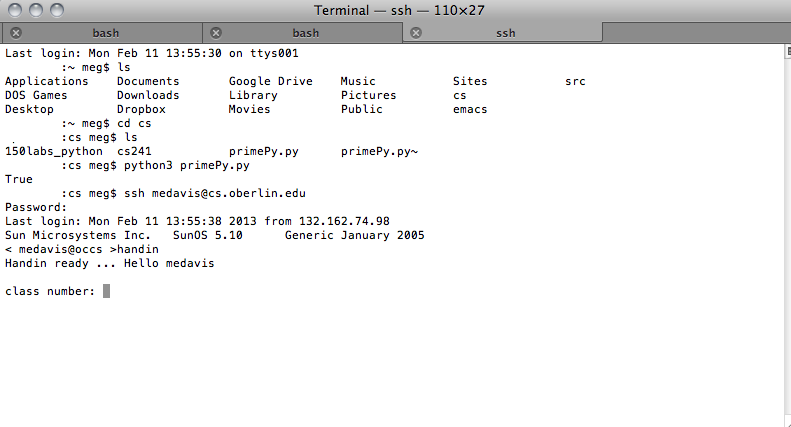 Terminal — ssh — 110×27
bash bash ssh
Last login: Mon Feb 11 13:55:30 on ttys001
:~ meg$ ls
Applications Documents Google Drive Music Sites src
DOS Games Downloads Library Pictures cs
Desktop Dropbox Movies Public emacs
:~ meg$ cd cs
:cs meg$ ls
150labs_python cs241 primePy.py primePy.py~
:cs meg$ python3 primePy.py
True
:cs meg$ ssh medavis@cs.oberlin.edu
Password:
Last login: Mon Feb 11 13:55:38 2013 from 132.162.74.98
Sun Microsystems Inc. SunOS 5.10 Generic January 2005
< medavis@occs >handin
Handin ready ... Hello medavis
class number: